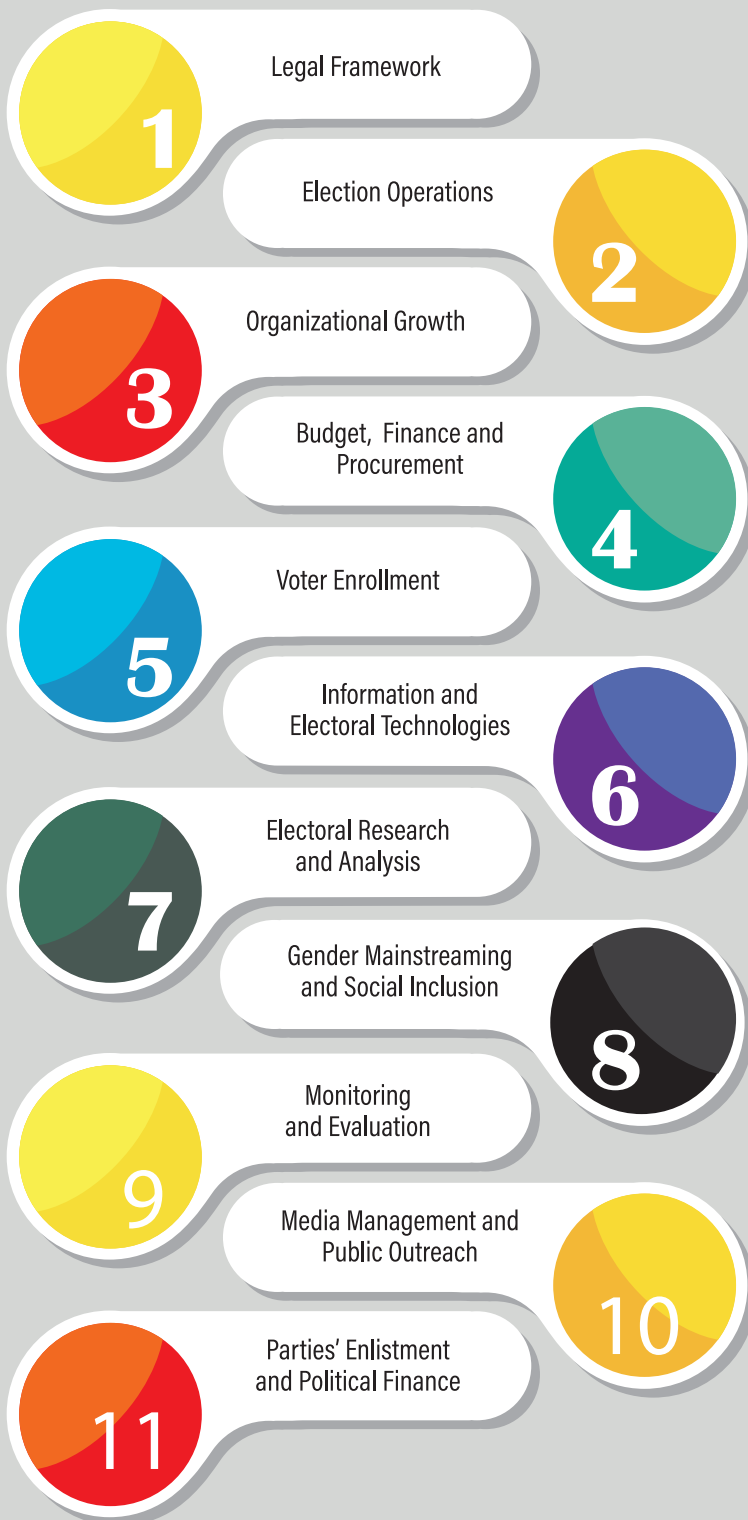 1
Legal Framework
Election Operations
2
3
Organizational Growth
Budget, Finance and
Procurement
4
5
Voter Enrollment
Information and
Electoral Technologies
6
7
Electoral Research
and Analysis
Gender Mainstreaming
and Social Inclusion
8
9
Monitoring
and Evaluation
Media Management and
Public Outreach
10
11
Parties’ Enlistment
and Political Finance